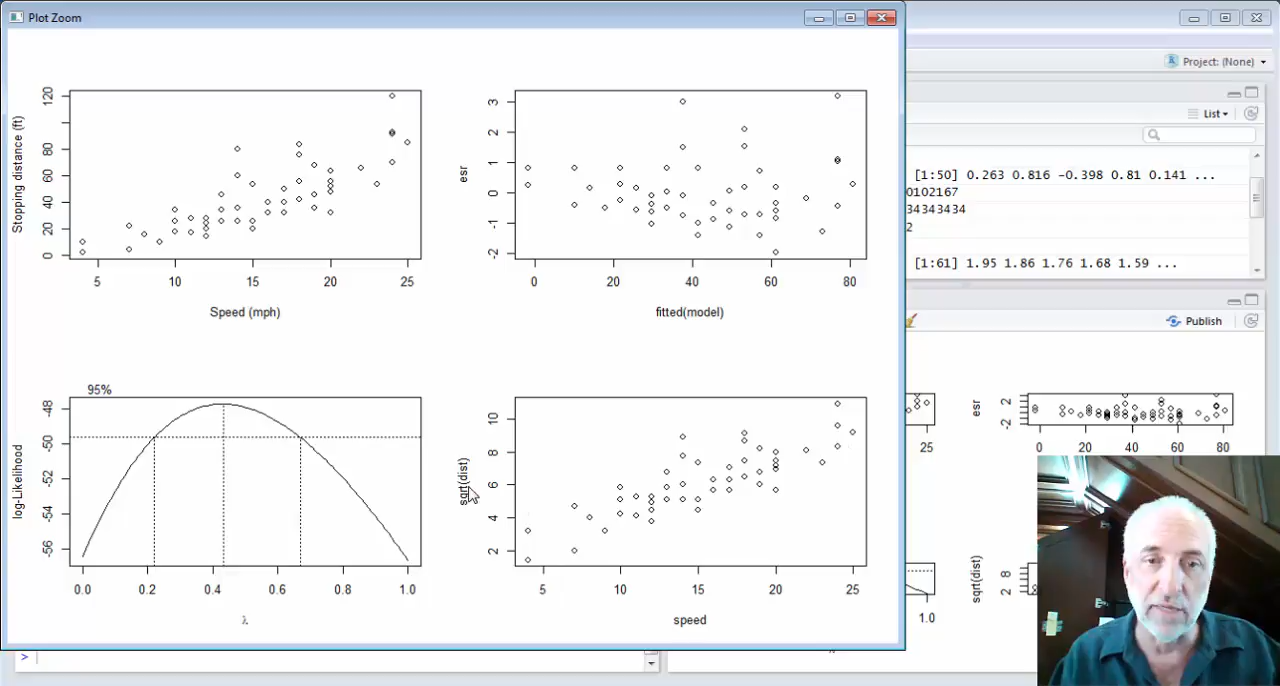 Plot Zoom
Project: (None)
List
120
80
60
40
20
0
Stopping distance (ft)
5 10 15 20 25
Speed (mph)
3
2
1
0
-1
-2
esr
0 20 40 60 80
fitted(model)
[1:50] 0.263 0.816 -0.398 0.81 0.141 ...
0102167
34343434
2
[1:61] 1.95 1.86 1.76 1.68 1.59 ...
Publish
95%
-48
-50
-52
-54
-56
log-Likelihood
0.0 0.2 0.4 0.6 0.8 1.0
λ
10
8
6
4
2
sqrt(dist)
5 10 15 20 25
speed
25
esr
2
-2
0 20 40 60 80
1.0
sqrt(dist)
8
2
>